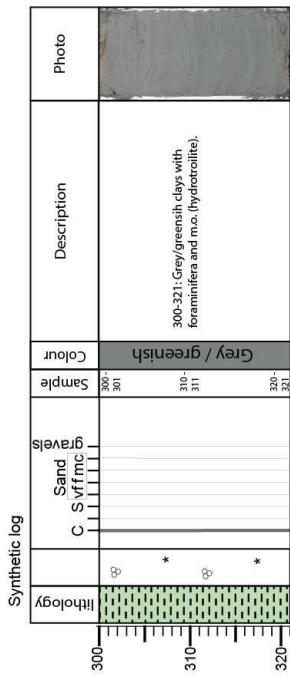 Synthetic log
lithology
C S vf f m c gravels
Sand
Sample
Colour
Description
Photo
300
310
320
300-
301
310-
311
320-
321
Grey / greenish
300-321: Grey/greensih clays with
foraminifera and m.o. (hydrotroilite).